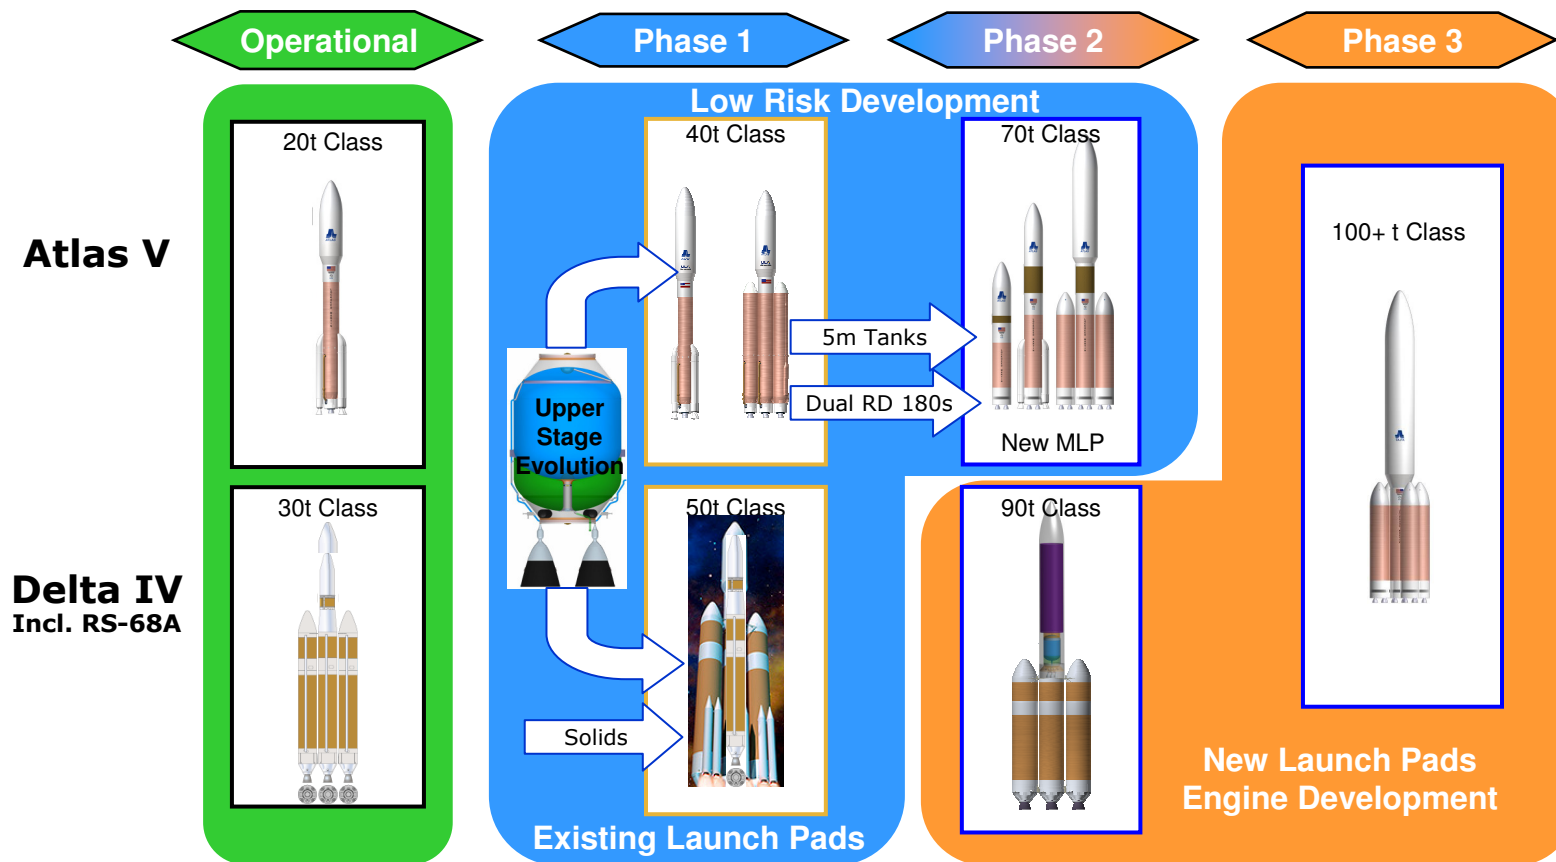 Operational
Phase 1
Phase 2
Phase 3
Low Risk Development
20t Class
40t Class
70t Class
100+ t Class
Atlas V
5m Tanks
Dual RD 180s
New MLP
Upper
Stage
Evolution
30t Class
50t Class
90t Class
Delta IV
Incl. RS-68A
Solids
New Launch Pads
Engine Development
Existing Launch Pads